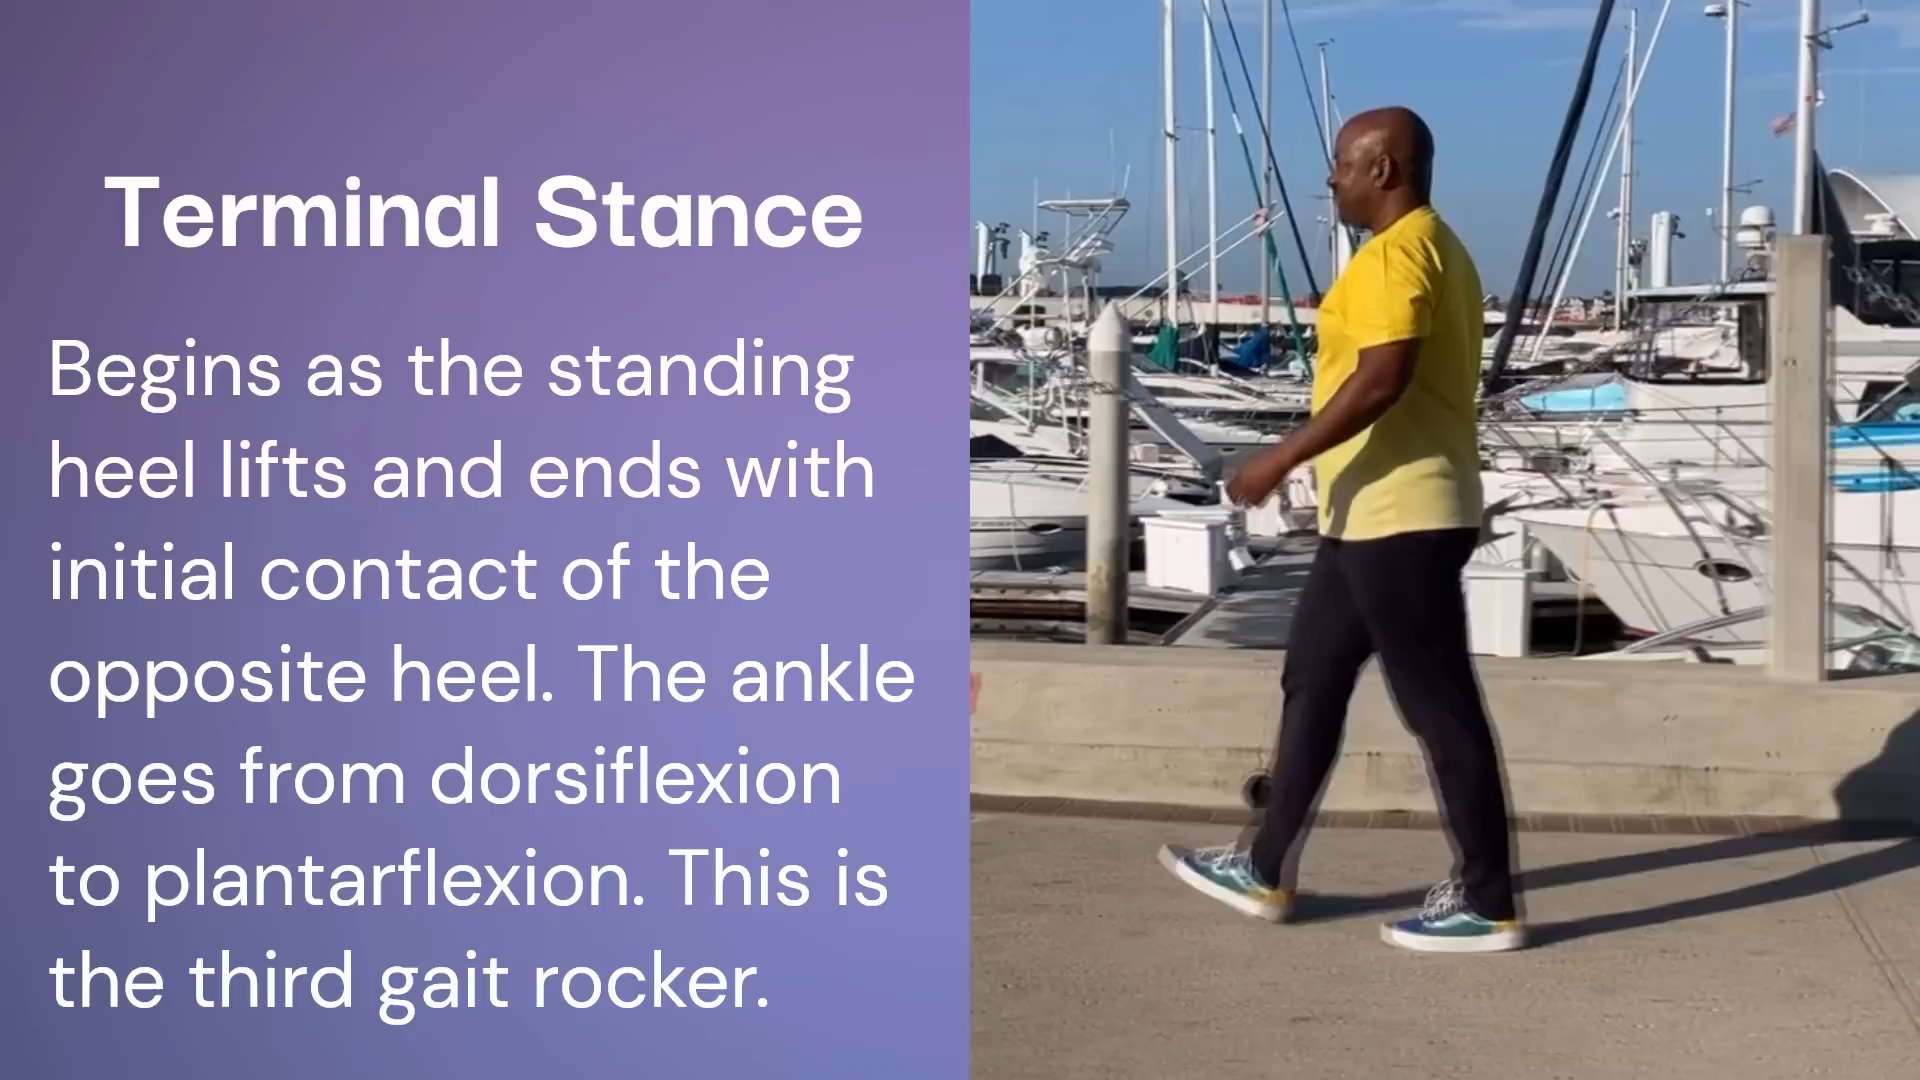 Terminal Stance
Begins as the standing
heel lifts and ends with
initial contact of the
opposite heel. The ankle
goes from dorsiflexion
to plantarflexion. This is
the third gait rocker.